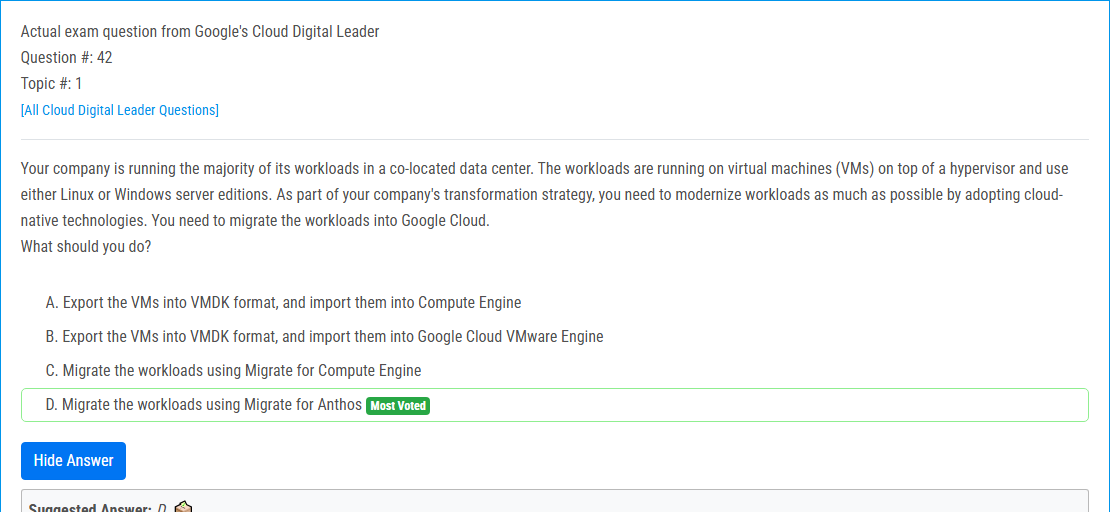 Actual exam question from Google's Cloud Digital Leader
Question #: 42
Topic #: 1
[All Cloud Digital Leader Questions]
Your company is running the majority of its workloads in a co-located data center. The workloads are running on virtual machines (VMs) on top of a hypervisor and use
either Linux or Windows server editions. As part of your company's transformation strategy, you need to modernize workloads as much as possible by adopting cloud-
native technologies. You need to migrate the workloads into Google Cloud.
What should you do?
A. Export the VMs into VMDK format, and import them into Compute Engine
B. Export the VMs into VMDK format, and import them into Google Cloud VMware Engine
C. Migrate the workloads using Migrate for Compute Engine
D. Migrate the workloads using Migrate for Anthos Most Voted
Hide Answer
Suggested Answer: D